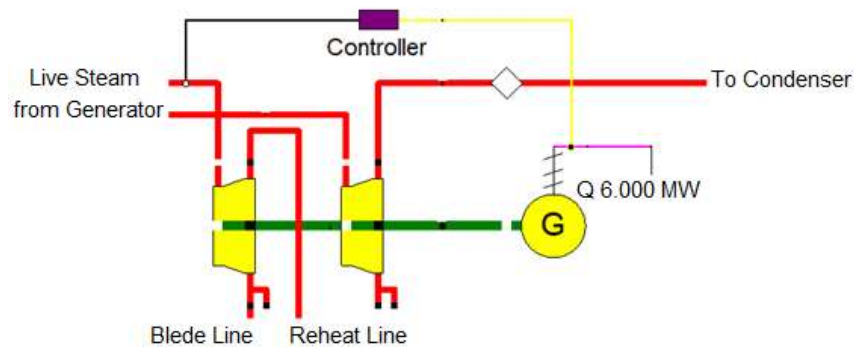 Controller
Live Steam
from Generator
To Condenser
Q 6.000 MW
G
Blede Line
Reheat Line